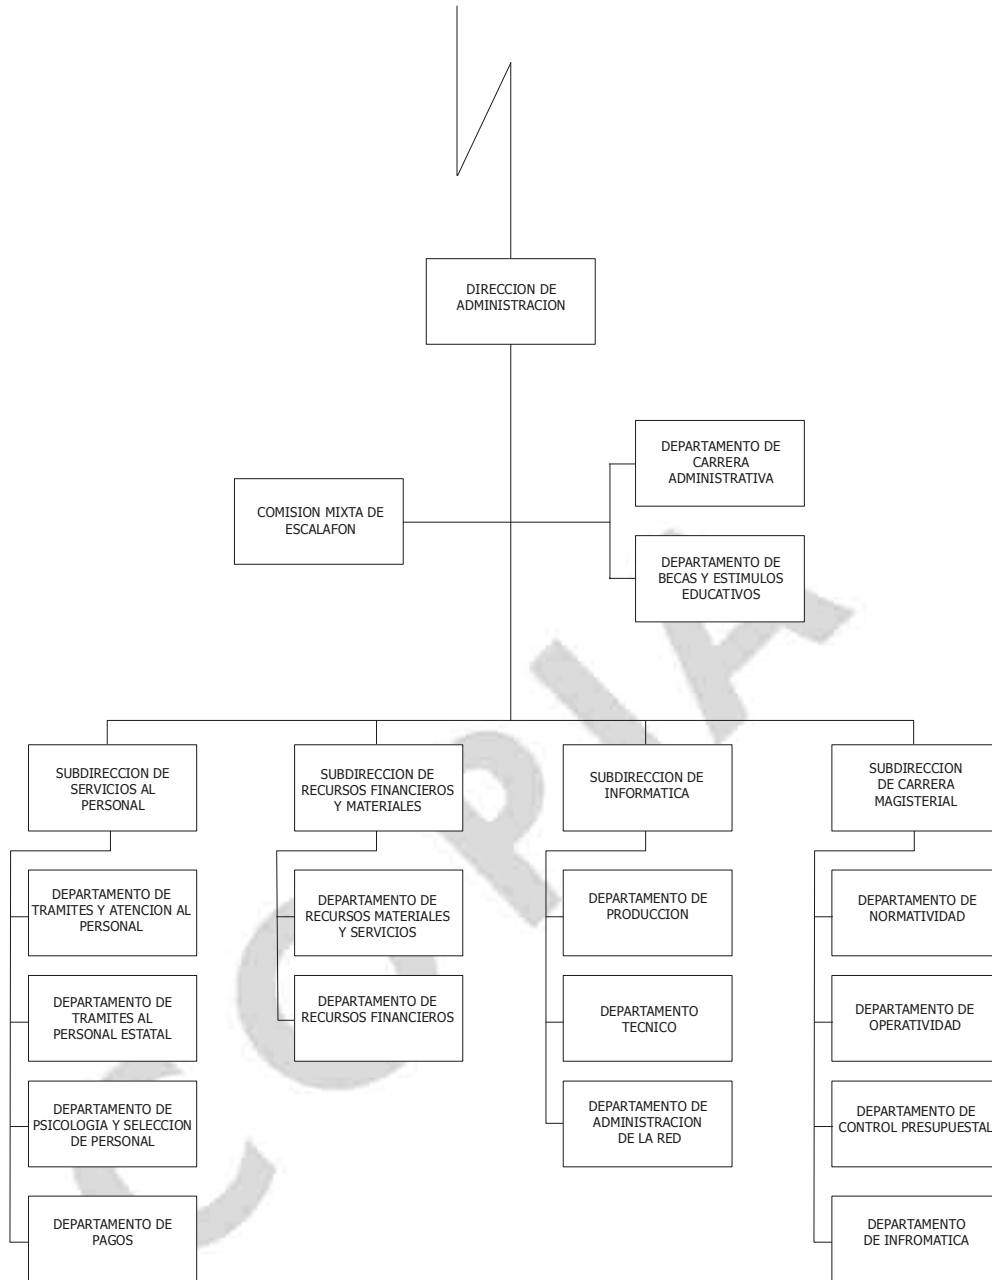 DIRECCION DE
ADMINISTRACION
DEPARTAMENTO DE
CARRERA
ADMINISTRATIVA
COMISION MIXTA DE
ESCALAFON
DEPARTAMENTO DE
BECAS Y ESTIMULOS
EDUCATIVOS
SUBDIRECCION DE
SERVICIOS AL
PERSONAL
SUBDIRECCION DE
RECURSOS FINANCIEROS
Y MATERIALES
SUBDIRECCION DE
INFORMATICA
SUBDIRECCION
DE CARRERA
MAGISTERIAL
DEPARTAMENTO DE
TRAMITES Y ATENCION AL
PERSONAL
DEPARTAMENTO DE
RECURSOS MATERIALES
Y SERVICIOS
DEPARTAMENTO DE
PRODUCCION
DEPARTAMENTO DE
NORMATIVIDAD
DEPARTAMENTO DE
TRAMITES AL
PERSONAL ESTATAL
DEPARTAMENTO DE
RECURSOS FINANCIEROS
DEPARTAMENTO
TECNICO
DEPARTAMENTO DE
OPERATIVIDAD
DEPARTAMENTO DE
PSICOLOGIA Y SELECCION
DE PERSONAL
DEPARTAMENTO DE
ADMINISTRACION
DE LA RED
DEPARTAMENTO DE
CONTROL PRESUPUESTAL
DEPARTAMENTO DE
PAGOS
DEPARTAMENTO
DE INFROMATICA
COPIA